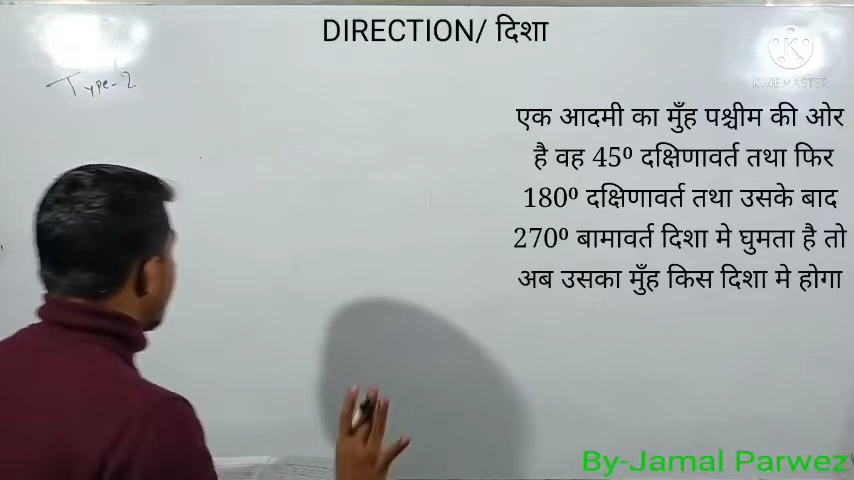 DIRECTION/ दिशा
Type-2
KINEMASTER
एक आदमी का मुँह पश्चीम की ओर
है वह 45⁰ दक्षिणावर्त तथा फिर
180⁰ दक्षिणावर्त तथा उसके बाद
270⁰ बामावर्त दिशा मे घुमता है तो
अब उसका मुँह किस दिशा मे होगा
By-Jamal Parwez